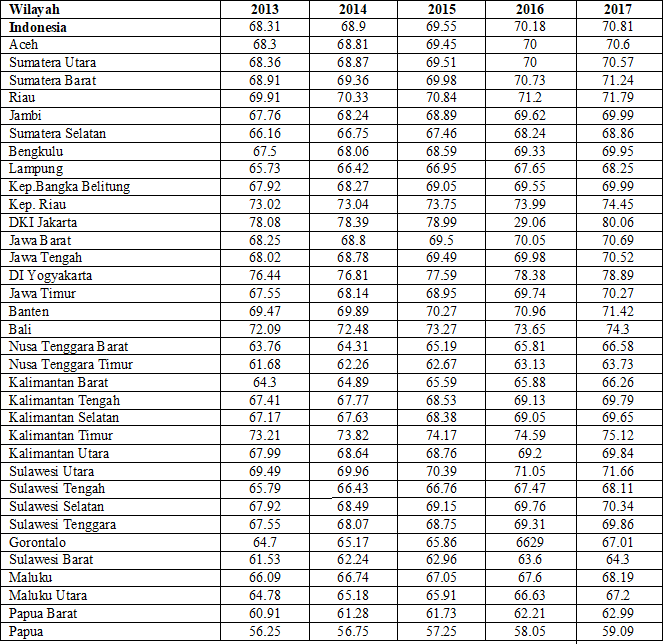 Wilayah 2013 2014 2015 2016 2017
Indonesia 68.31 68.9 69.55 70.18 70.81
Aceh 68.3 68.81 69.45 70 70.6
Sumatera Utara 68.36 68.87 69.51 70 70.57
Sumatera Barat 68.91 69.36 69.98 70.73 71.24
Riau 69.91 70.33 70.84 71.2 71.79
Jambi 67.76 68.24 68.89 69.62 69.99
Sumatera Selatan 66.16 66.75 67.46 68.24 68.86
Bengkulu 67.5 68.06 68.59 69.33 69.95
Lampung 65.73 66.42 66.95 67.65 68.25
Kep.Bangka Belitung 67.92 68.27 69.05 69.55 69.99
Kep. Riau 73.02 73.04 73.75 73.99 74.45
DKI Jakarta 78.08 78.39 78.99 29.06 80.06
Jawa Barat 68.25 68.8 69.5 70.05 70.69
Jawa Tengah 68.02 68.78 69.49 69.98 70.52
DI Yogyakarta 76.44 76.81 77.59 78.38 78.89
Jawa Timur 67.55 68.14 68.95 69.74 70.27
Banten 69.47 69.89 70.27 70.96 71.42
Bali 72.09 72.48 73.27 73.65 74.3
Nusa Tenggara Barat 63.76 64.31 65.19 65.81 66.58
Nusa Tenggara Timur 61.68 62.26 62.67 63.13 63.73
Kalimantan Barat 64.3 64.89 65.59 65.88 66.26
Kalimantan Tengah 67.41 67.77 68.53 69.13 69.79
Kalimantan Selatan 67.17 67.63 68.38 69.05 69.65
Kalimantan Timur 73.21 73.82 74.17 74.59 75.12
Kalimantan Utara 67.99 68.64 68.76 69.2 69.84
Sulawesi Utara 69.49 69.96 70.39 71.05 71.66
Sulawesi Tengah 65.79 66.43 66.76 67.47 68.11
Sulawesi Selatan 67.92 68.49 69.15 69.76 70.34
Sulawesi Tenggara 67.55 68.07 68.75 69.31 69.86
Gorontalo 64.7 65.17 65.86 6629 67.01
Sulawesi Barat 61.53 62.24 62.96 63.6 64.3
Maluku 66.09 66.74 67.05 67.6 68.19
Maluku Utara 64.78 65.18 65.91 66.63 67.2
Papua Barat 60.91 61.28 61.73 62.21 62.99
Papua 56.25 56.75 57.25 58.05 59.09